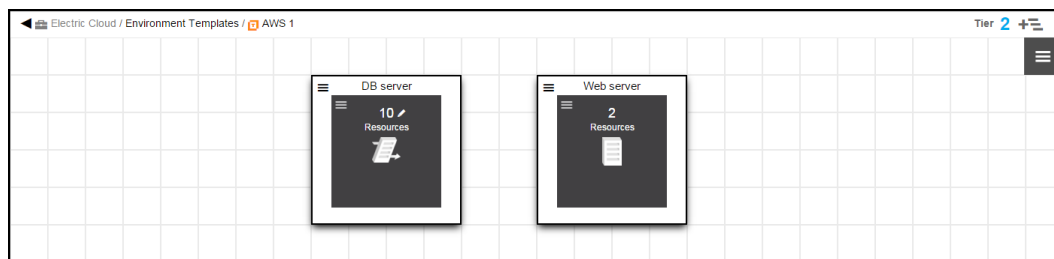 Electric Cloud / Environment Templates / AWS 1
Tier 2
DB server
10
Resources
Web server
2
Resources